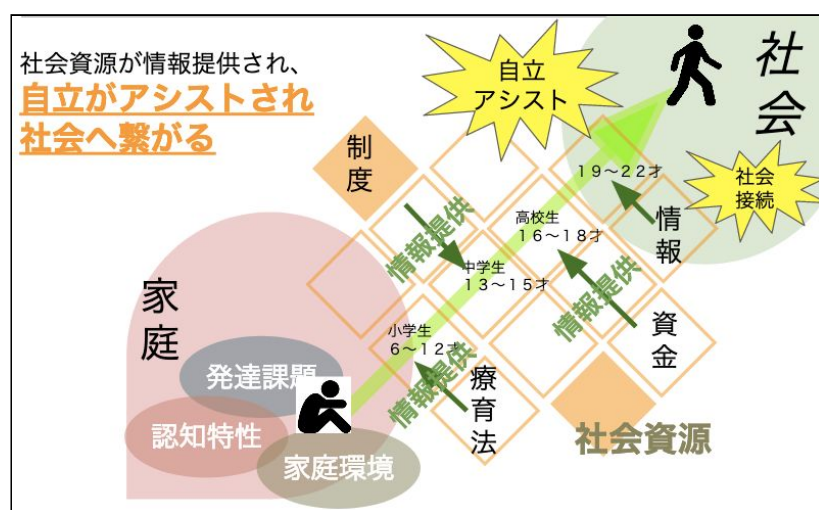 社会資源が情報提供され、
自立がアシストされ
社会へ繋がる
自立
アシスト
社会
社会
接続
制度
19〜22才
情報
高校生
16〜18才
情報提供
中学生
13〜15才
情報提供
資金
家庭
小学生
6〜12才
療育法
情報提供
発達課題
認知特性
家庭環境
社会資源